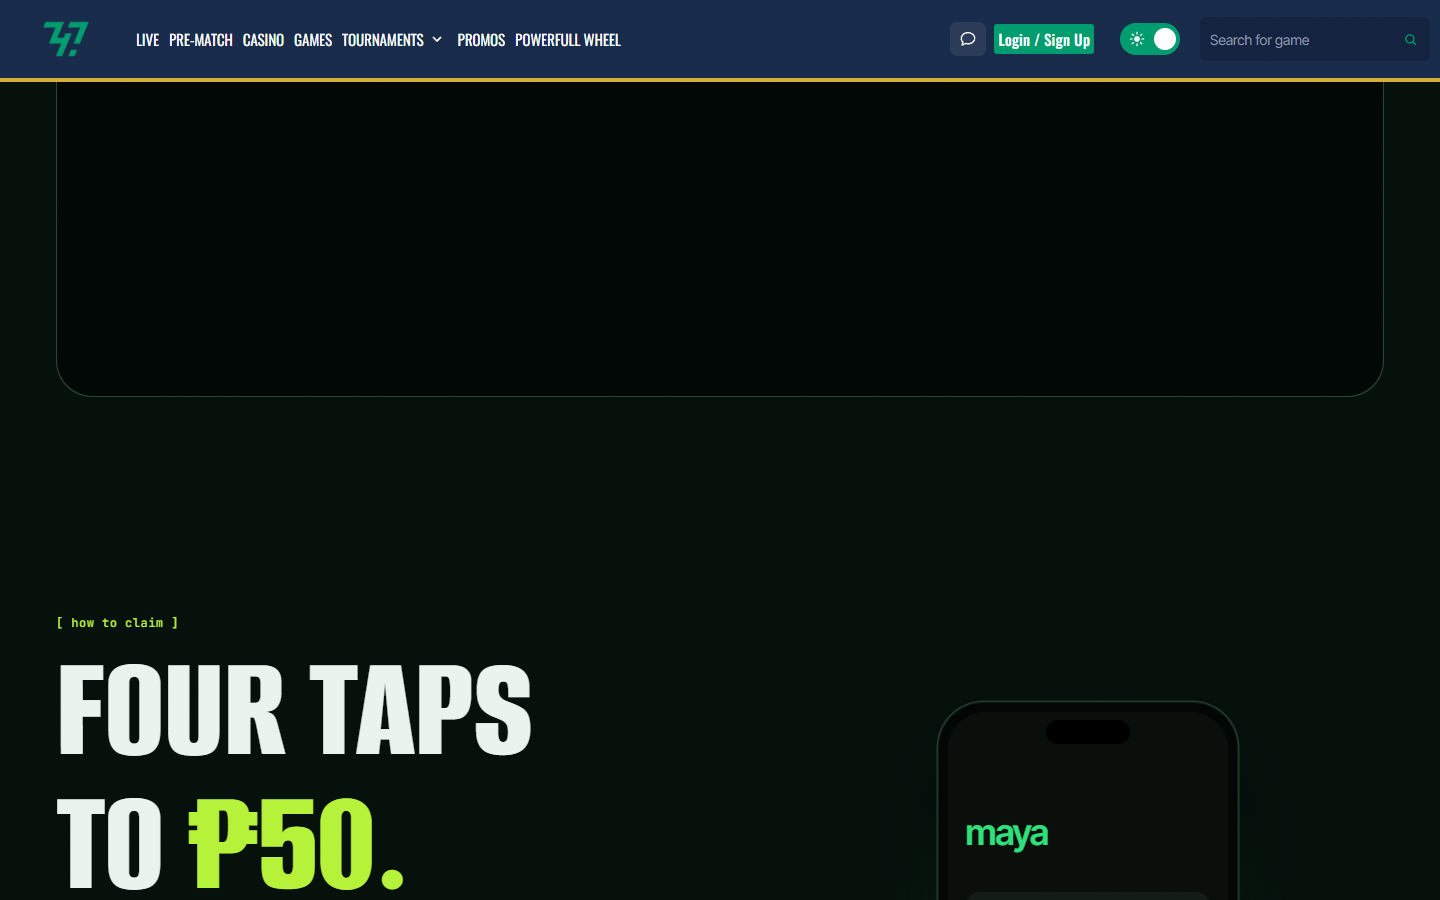 LIVE PRE-MATCH CASINO GAMES TOURNAMENTS PROMOS POWERFULL WHEEL Login / Sign Up Search for game
[ how to claim ]
FOUR TAPS
TO ₱50.
maya